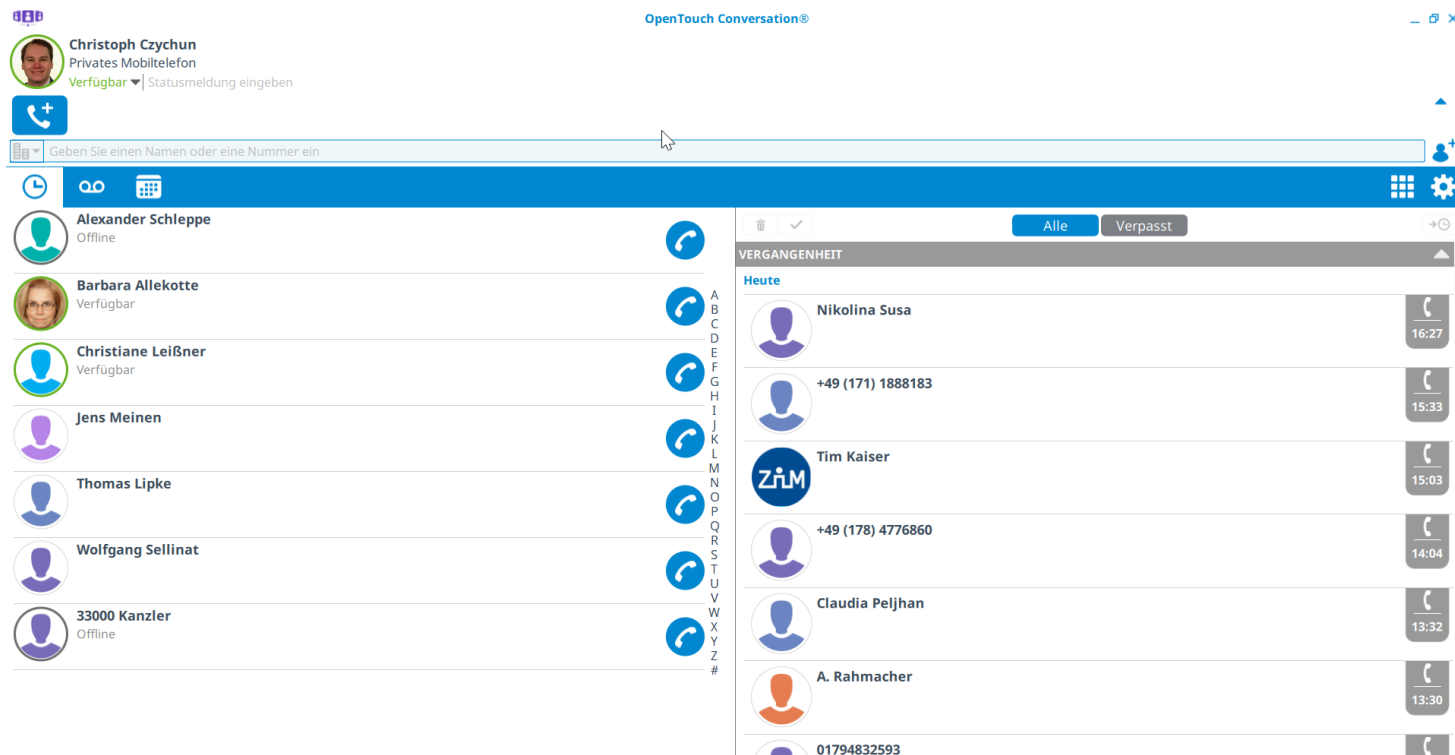 OpenTouch Conversation®
Christoph Czychun
Privates Mobiltelefon
Verfügbar
Statusmeldung eingeben
Geben Sie einen Namen oder eine Nummer ein
Alexander Schleppe
Offline
Barbara Allekotte
Verfügbar
Christiane Leißner
Verfügbar
Jens Meinen
Thomas Lipke
Wolfgang Sellinat
33000 Kanzler
Offline
A
B
C
D
E
F
G
H
I
J
K
L
M
N
O
P
Q
R
S
T
U
V
W
X
Y
Z
#
Alle
Verpasst
VERGANGENHEIT
Heute
Nikolina Susa
16:27
+49 (171) 1888183
15:33
ZiM
Tim Kaiser
15:03
+49 (178) 4776860
14:04
Claudia Peljhan
13:32
A. Rahmacher
13:30
01794832593